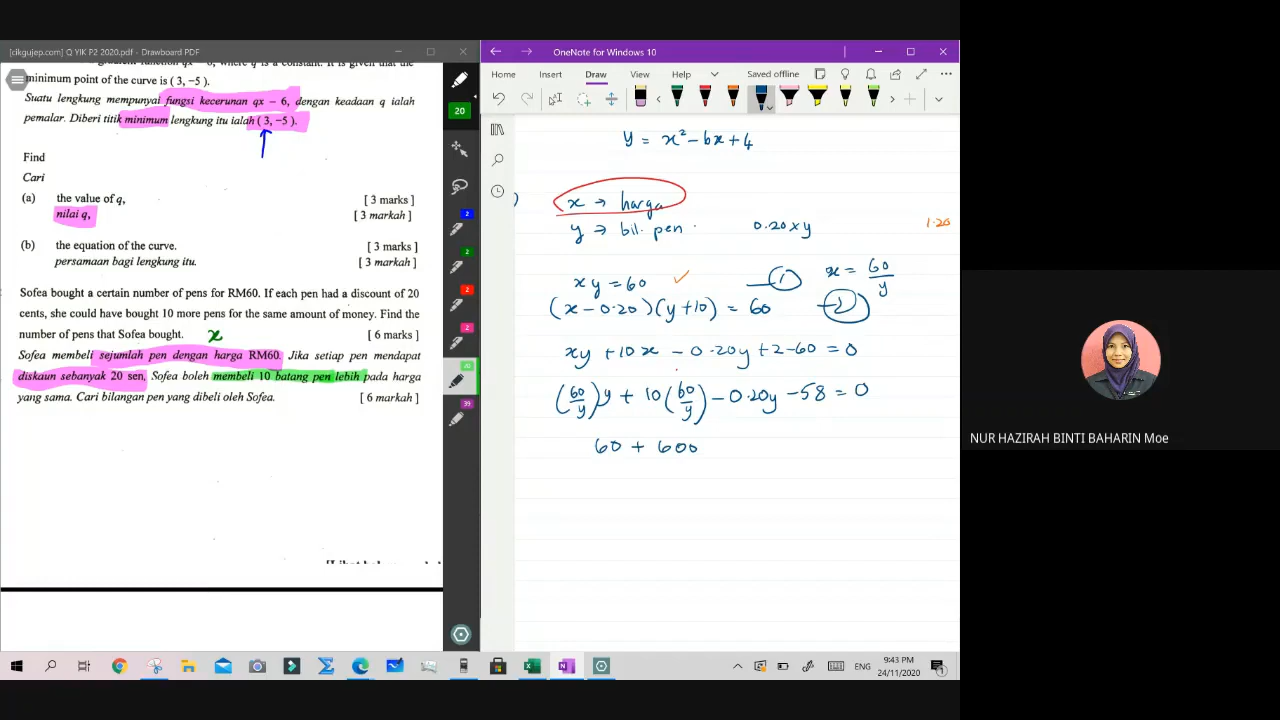 [cikgujep.com] Q YIK P2 2020.pdf - Drawboard PDF
minimum point of the curve is ( 3, −5 ).
Suatu lengkung mempunyai fungsi kecerunan qx − 6, dengan keadaan q ialah
pemalar. Diberi titik minimum lengkung itu ialah ( 3, −5 ).
Find
Cari
(a) the value of q, [ 3 marks ]
nilai q, [ 3 markah ]
(b) the equation of the curve. [ 3 marks ]
persamaan bagi lengkung itu. [ 3 markah ]
Sofea bought a certain number of pens for RM60. If each pen had a discount of 20
cents, she could have bought 10 more pens for the same amount of money. Find the
number of pens that Sofea bought. x [ 6 marks ]
Sofea membeli sejumlah pen dengan harga RM60. Jika setiap pen mendapat
diskaun sebanyak 20 sen, Sofea boleh membeli 10 batang pen lebih pada harga
yang sama. Cari bilangan pen yang dibeli oleh Sofea. [ 6 markah ]
20
2
2
2
2
20
39
OneNote for Windows 10
Home Insert Draw View Help Saved offline
y = x² − 6x + 4
x → harga
y → bil. pen 0.20 x y 1.20
xy = 60 ✓ — 1 x = 60/y
(x − 0.20)(y + 10) = 60 — 2
xy + 10x − 0.20y + 2 − 60 = 0
(60/y)y + 10(60/y) − 0.20y − 58 = 0
60 + 600
NUR HAZIRAH BINTI BAHARIN Moe
ENG
9:43 PM
24/11/2020